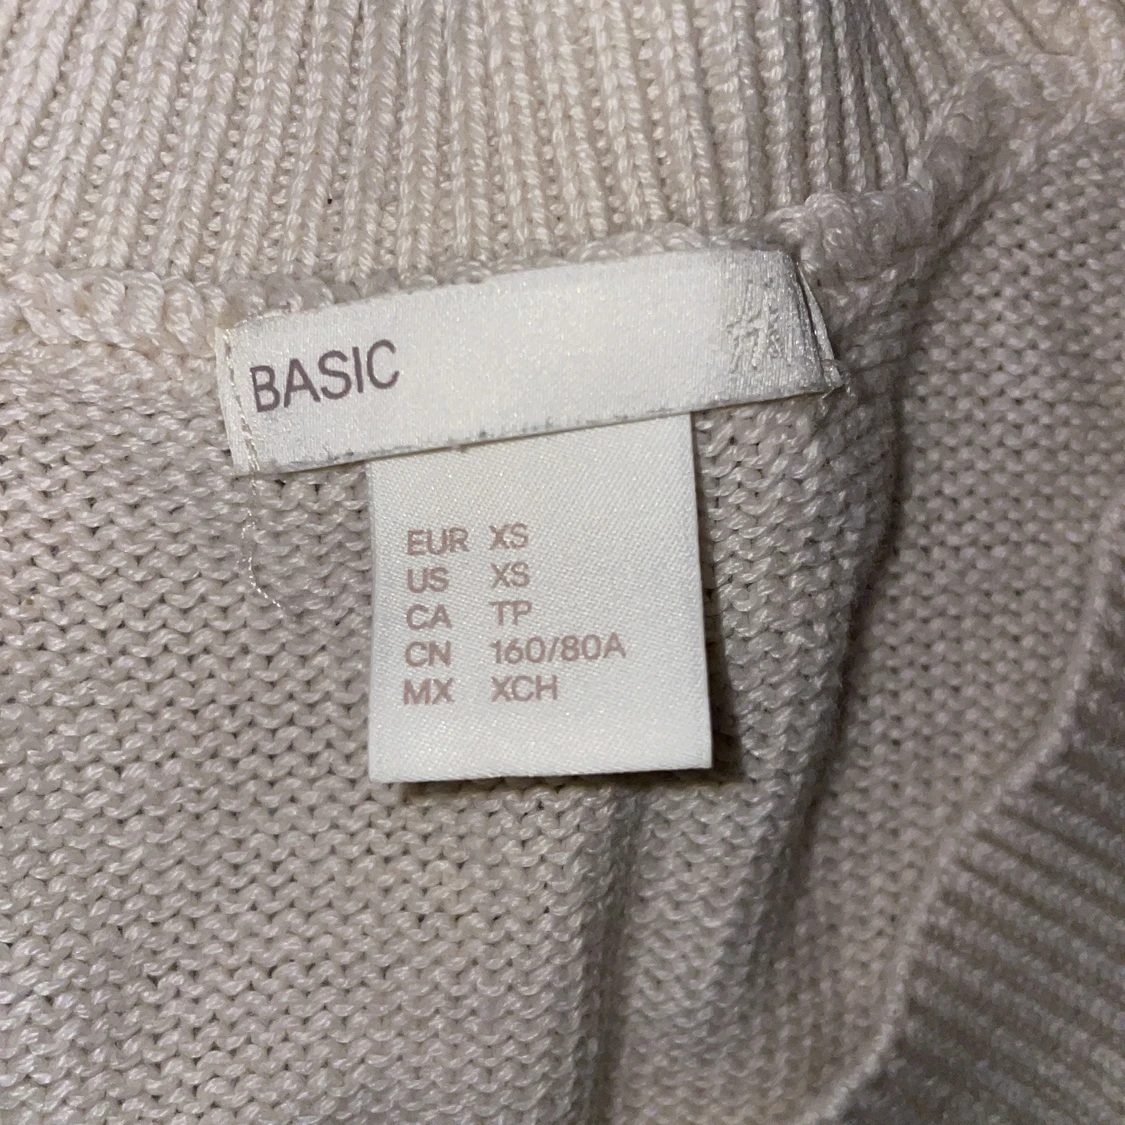 BASIC
EUR XS
US XS
CA TP
CN 160/80A
MX XCH